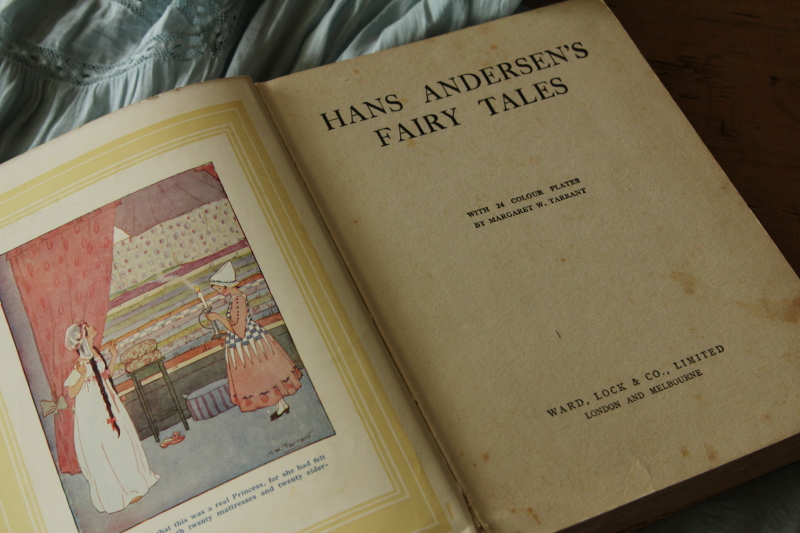 HANS ANDERSEN'S
FAIRY TALES
WITH 24 COLOUR PLATES
BY MARGARET W. TARRANT
WARD, LOCK & CO., LIMITED
LONDON AND MELBOURNE
Tarrant
that this was a real Princess, for she had felt
twenty mattresses and twenty eider-